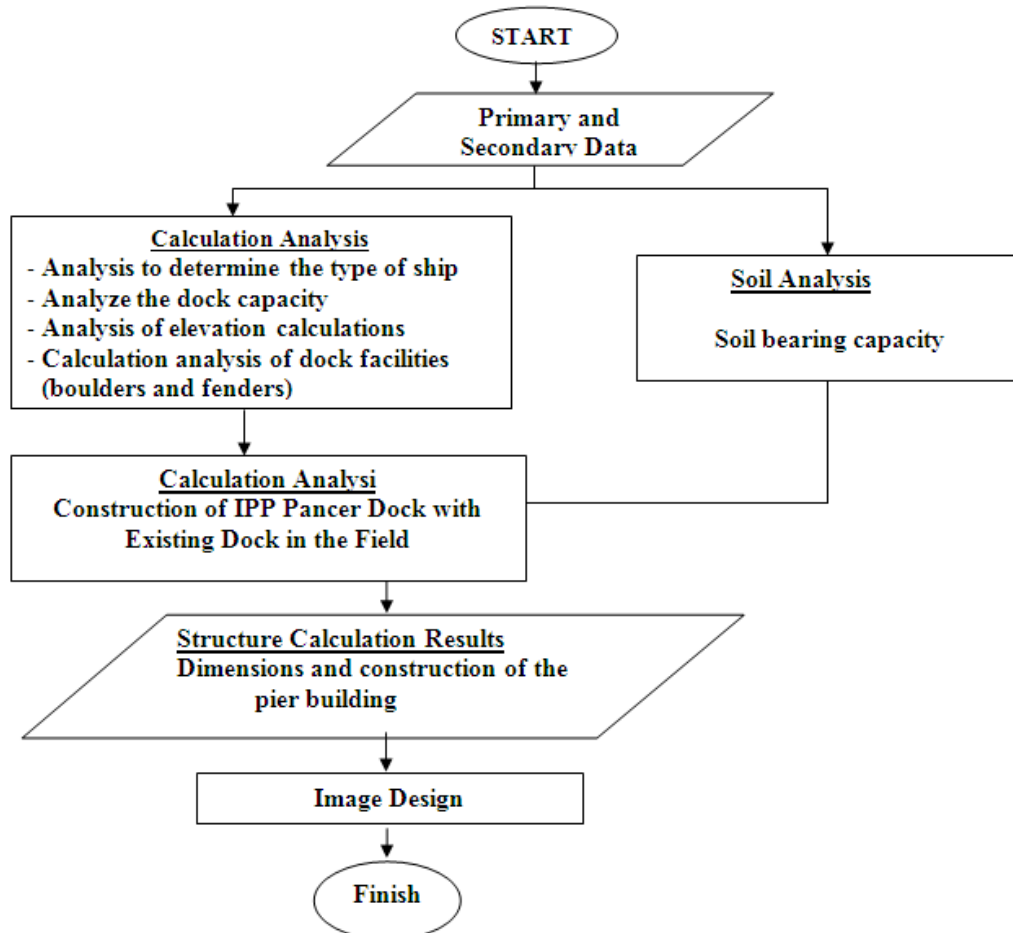 START
Primary and
Secondary Data
Calculation Analysis
- Analysis to determine the type of ship
- Analyze the dock capacity
- Analysis of elevation calculations
- Calculation analysis of dock facilities
(boulders and fenders)
Soil Analysis
Soil bearing capacity
Calculation Analysi
Construction of IPP Pancer Dock with
Existing Dock in the Field
Structure Calculation Results
Dimensions and construction of the
pier building
Image Design
Finish